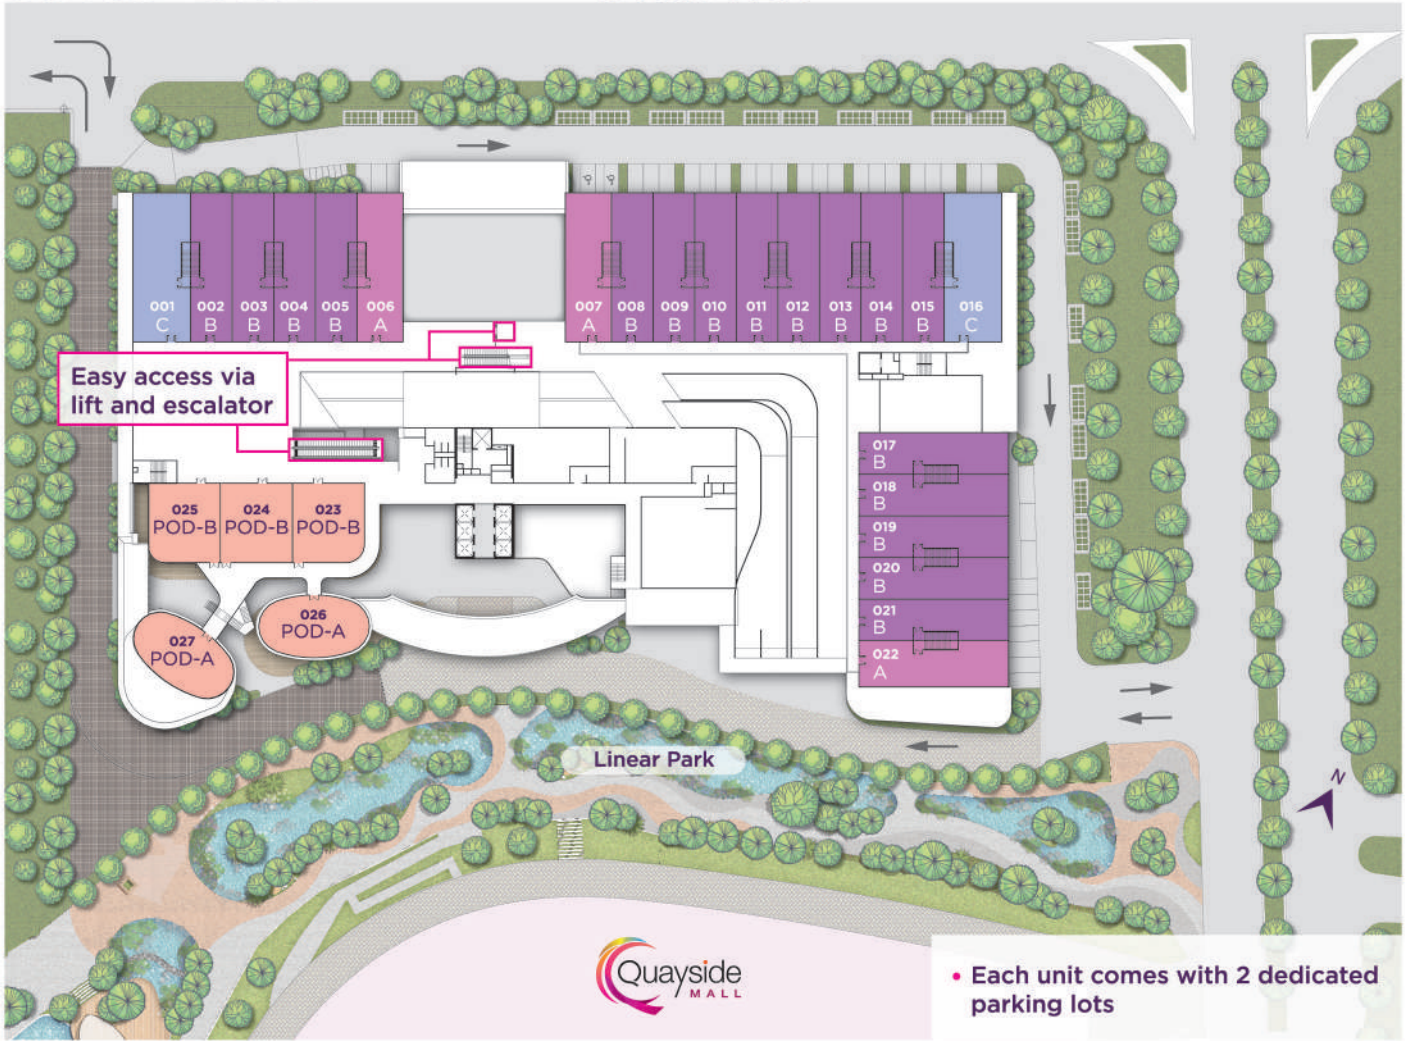 001 002 003 004 005 006
C B B B B A
007 008 009 010 011 012 013 014 015 016
A B B B B B B B B C
Easy access via
lift and escalator
017
B
018
B
019
B
020
B
021
B
022
A
025 024 023
POD-B POD-B POD-B
026
POD-A
027
POD-A
Linear Park
N
Quayside
MALL
• Each unit comes with 2 dedicated
parking lots